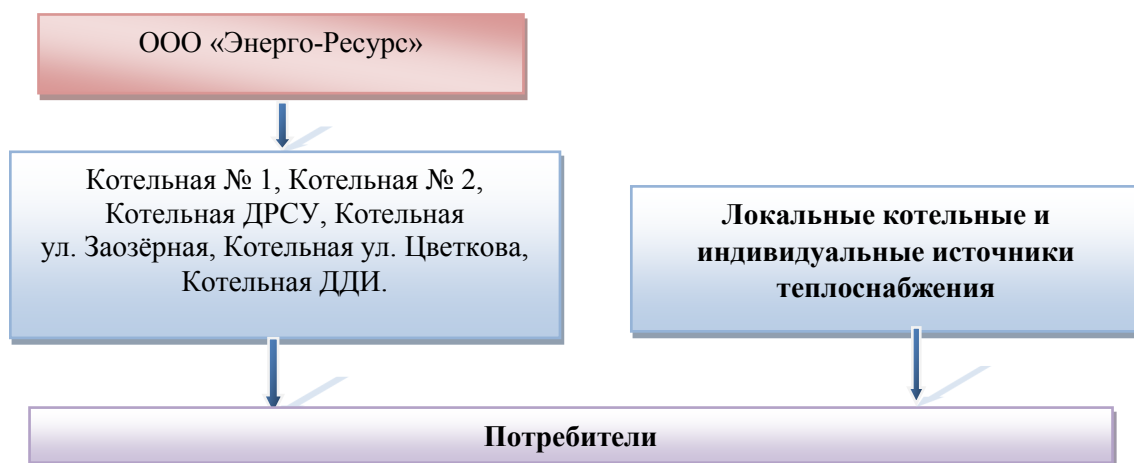 ООО «Энерго-Ресурс»
Котельная № 1, Котельная № 2,
Котельная ДРСУ, Котельная
ул. Заозёрная, Котельная ул. Цветкова,
Котельная ДДИ.
Локальные котельные и
индивидуальные источники
теплоснабжения
Потребители